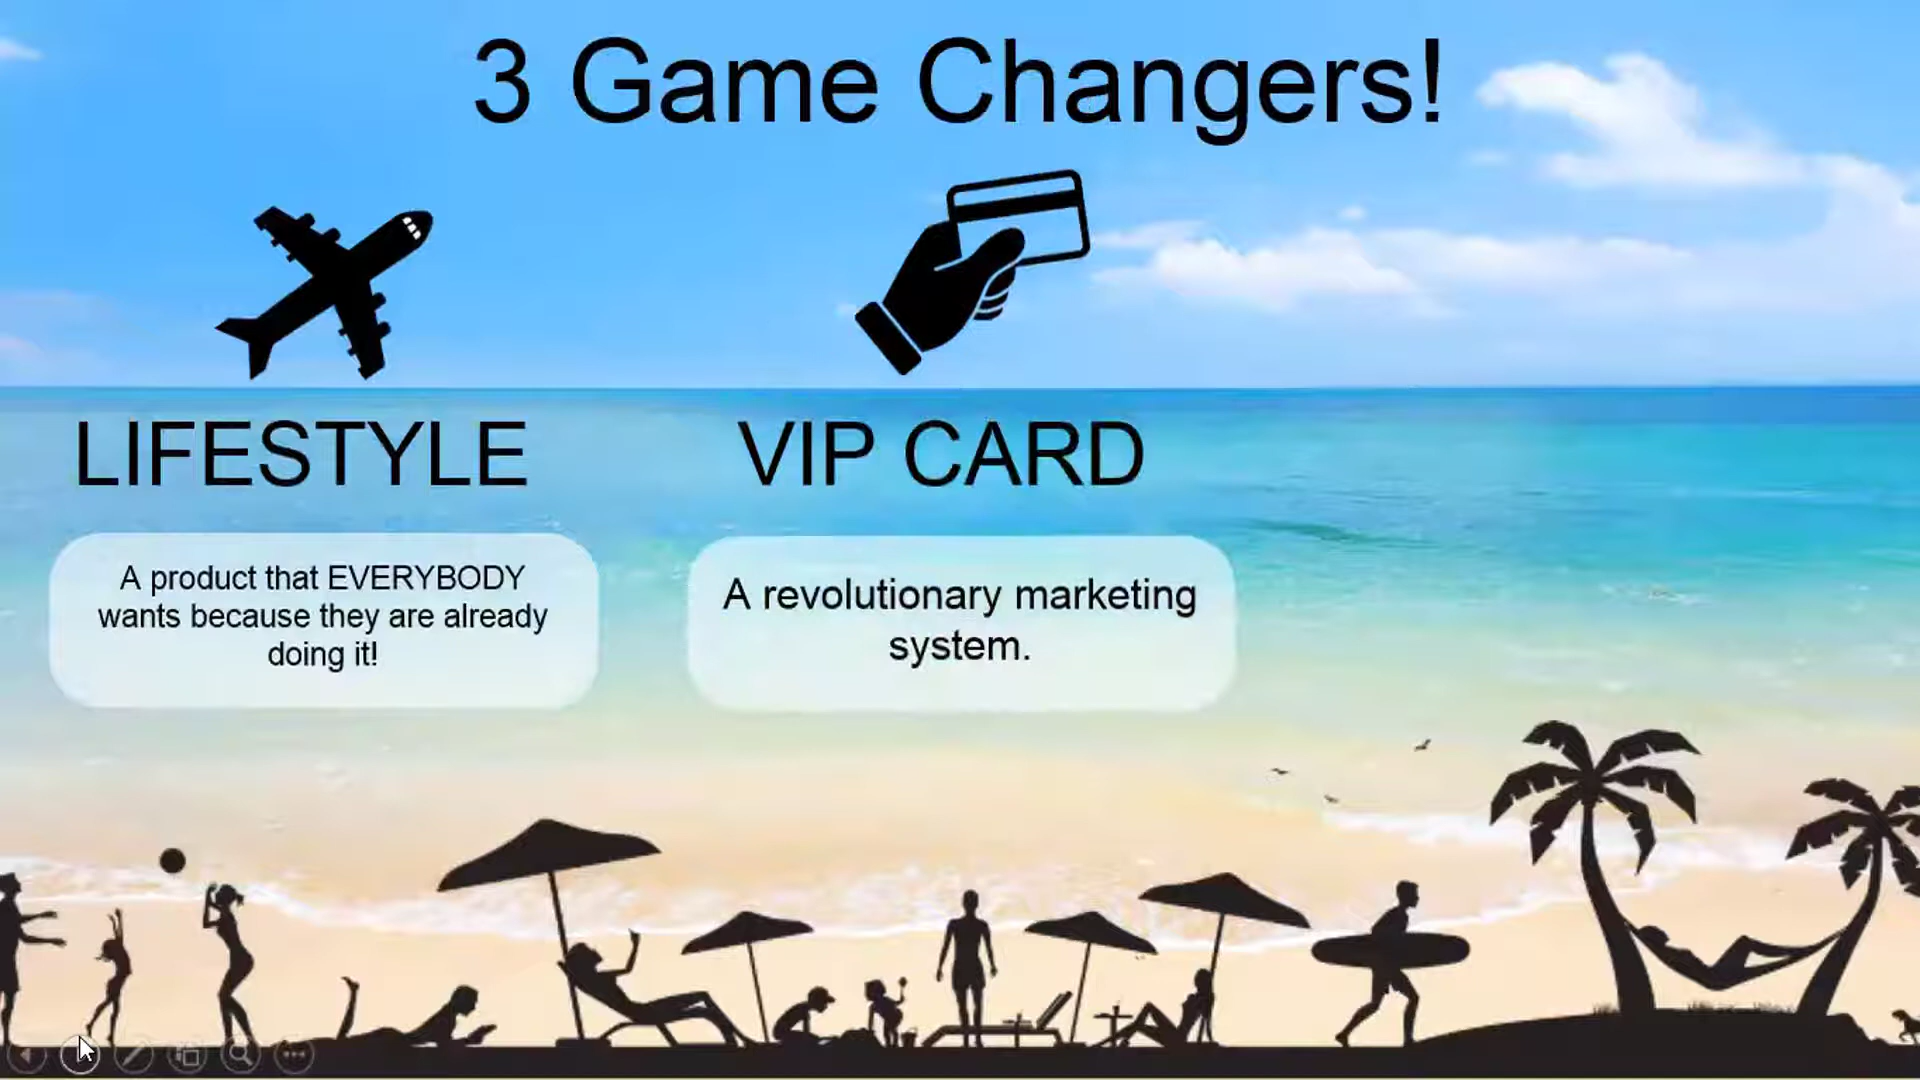 3 Game Changers!
LIFESTYLE
VIP CARD
A product that EVERYBODY
wants because they are already
doing it!
A revolutionary marketing
system.